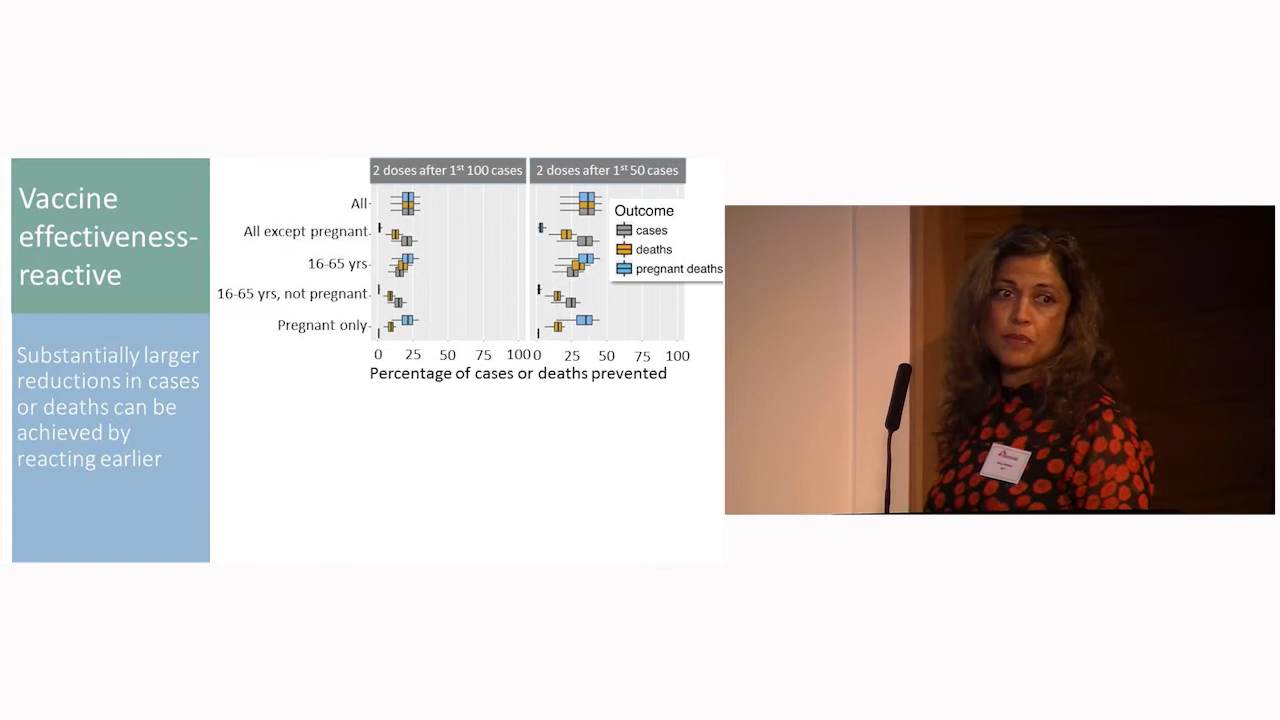 Vaccine
effectiveness-
reactive
Substantially larger
reductions in cases
or deaths can be
achieved by
reacting earlier
2 doses after 1st 100 cases
2 doses after 1st 50 cases
All
All except pregnant
16-65 yrs
16-65 yrs, not pregnant
Pregnant only
0 25 50 75 100 0 25 50 75 100
Percentage of cases or deaths prevented
Outcome
cases
deaths
pregnant deaths